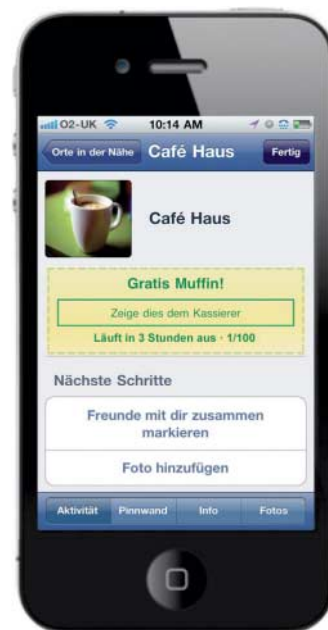 O2-UK 10:14 AM
Orte in der Nähe Café Haus Fertig
Café Haus
Gratis Muffin!
Zeige dies dem Kassierer
Läuft in 3 Stunden aus · 1/100
Nächste Schritte
Freunde mit dir zusammen
markieren
Foto hinzufügen
Aktivität Pinnwand Info Fotos